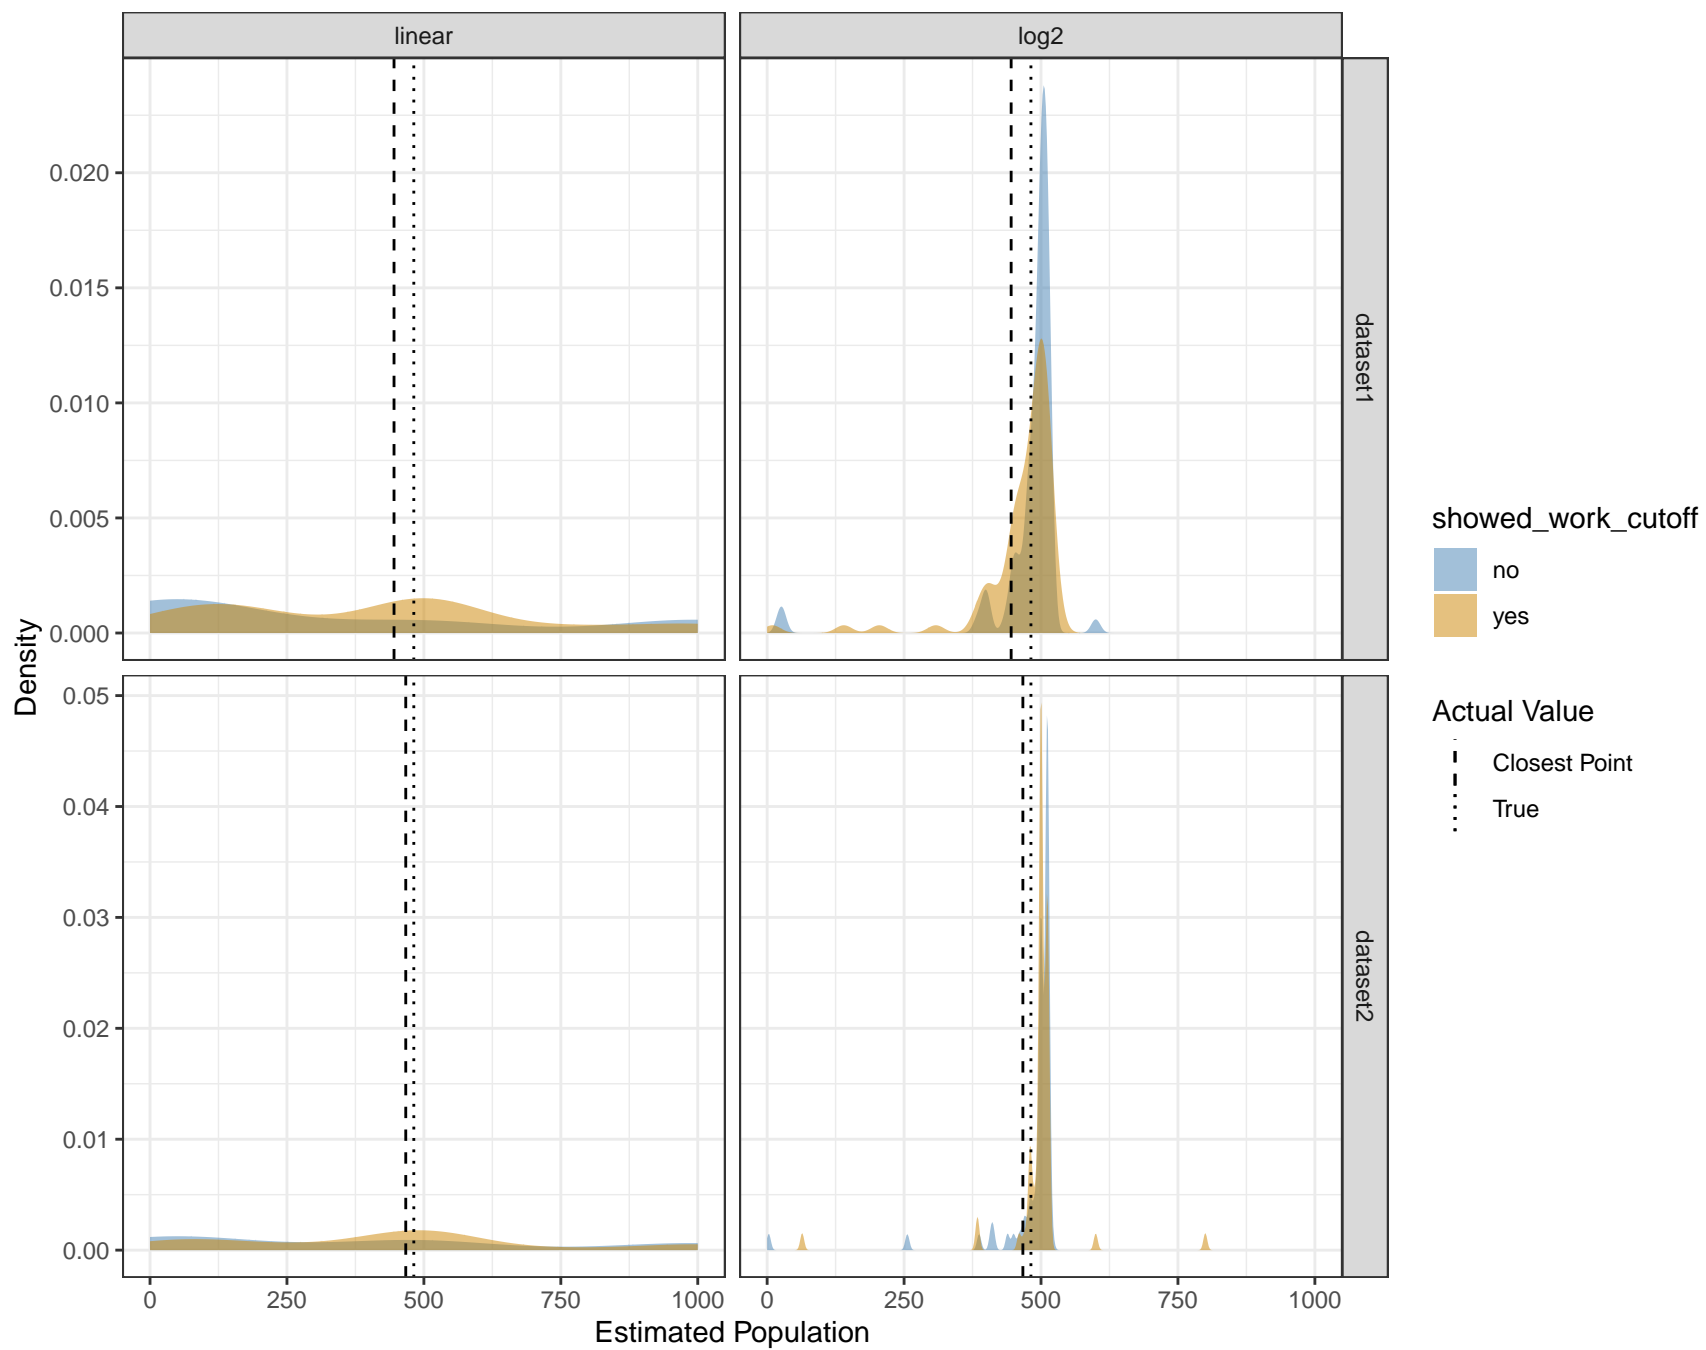 linear
log2
0.020
0.015
0.010
0.005
0.000
dataset1
0.05
0.04
0.03
0.02
0.01
0.00
dataset2
0
250
500
750
1000
0
250
500
750
1000
Estimated Population
Density
showed_work_cutoff
no
yes
Actual Value
Closest Point
True